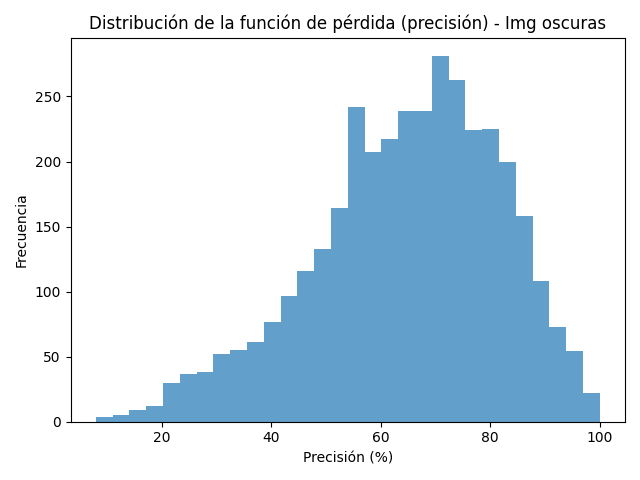 Distribución de la función de pérdida (precisión) - Img oscuras
Frecuencia
250
200
150
100
50
0
20 40 60 80 100
Precisión (%)